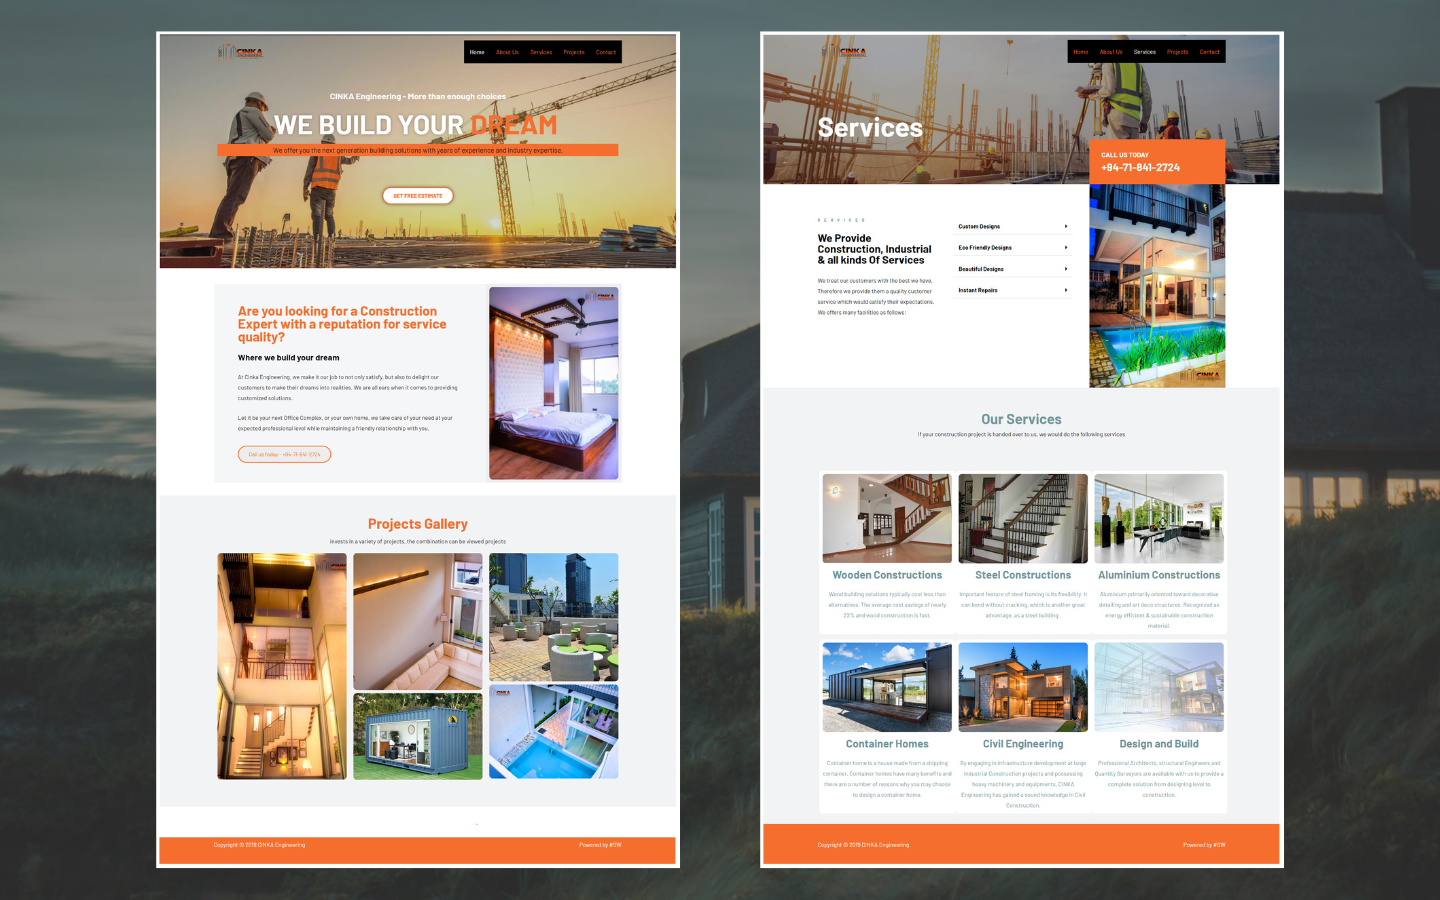 CINKA
Home About Us Services Projects Contact
CINKA Engineering - More than enough choices
WE BUILD YOUR DREAM
We offer you the next generation building solutions with years of experience and industry expertise.
GET FREE ESTIMATE
Are you looking for a Construction
Expert with a reputation for service
quality?
Where we build your dream
At Cinka Engineering, we make it our job to not only satisfy, but also to delight our
customers to make their dreams into realities. We are all ears when it comes to providing
customized solutions.
Let it be your next Office Complex, or your own home, we take care of your need at your
expected professional level while maintaining a friendly relationship with you.
Call us today - +94-71-841-2724
Projects Gallery
Invests in a variety of projects, the combination can be viewed projects
Copyright © 2019 CINKA Engineering
Powered by #SW
CINKA
Home About Us Services Projects Contact
Services
CALL US TODAY
+94-71-841-2724
SERVICES
We Provide
Construction, Industrial
& all kinds Of Services
We treat our customers with the best we have.
Therefore we provide them a quality customer
service which would satisfy their expectations.
We offers many facilities as follows:
Custom Designs
Eco Friendly Designs
Beautiful Designs
Instant Repairs
CINKA
Our Services
If your construction project is handed over to us, we would do the following services
Wooden Constructions
Wood building solutions typically cost less than
alternatives. The average cost savings of nearly
22% and wood construction is fast.
Steel Constructions
Important feature of steel framing is its flexibility. It
can bend without cracking, which is another great
advantage, as a steel building .
Aluminium Constructions
Aluminium primarily oriented toward decorative
detailing and art deco structures. Recognized as
energy efficient & sustainable construction
material.
Container Homes
Container home is a house made from a shipping
container. Container homes have many benefits and
there are a number of reasons why you may choose
to design a container home.
Civil Engineering
By engaging in infrastructure development at large
Industrial Construction projects and possessing
heavy machinery and equipments, CINKA
Engineering has gained a sound knowledge in Civil
Construction.
Design and Build
Professional Architects, structural Engineers and
Quantity Surveyors are available with us to provide a
complete solution from designing level to
construction.
Copyright © 2019 CINKA Engineering
Powered by #SW